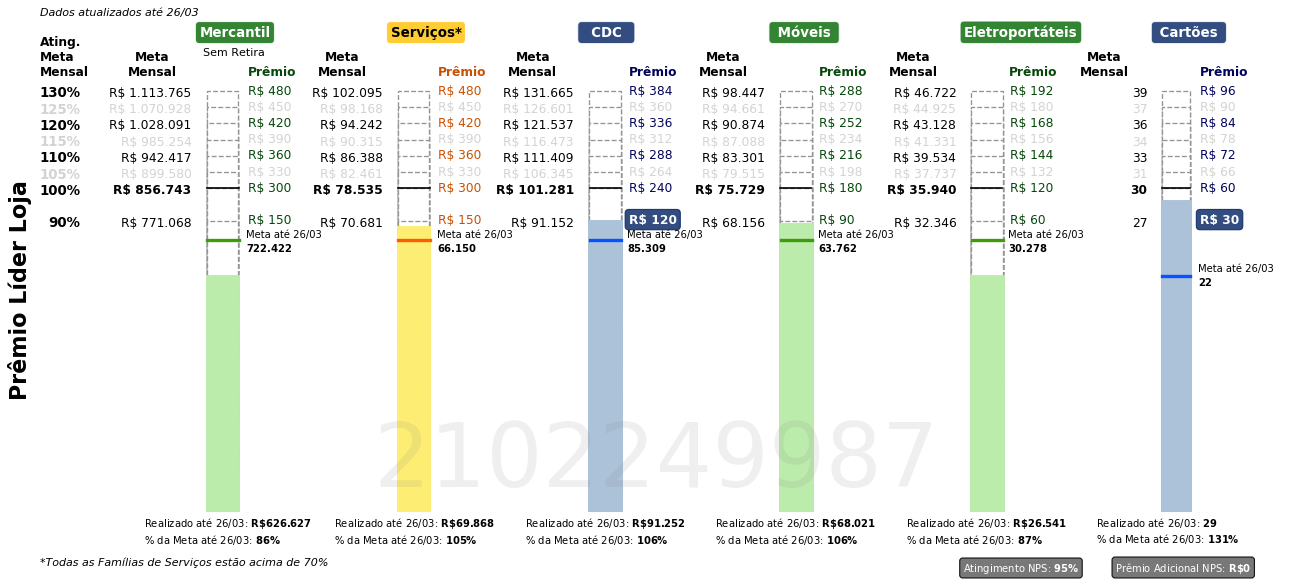 Dados atualizados até 26/03
Mercantil Serviços* CDC Móveis Eletroportáteis Cartões
Sem Retira
Ating. Meta Mensal Meta Mensal Prêmio Meta Mensal Prêmio Meta Mensal Prêmio Meta Mensal Prêmio Meta Mensal Prêmio Meta Mensal Prêmio
130% R$ 1.113.765 R$ 480 R$ 102.095 R$ 480 R$ 131.665 R$ 384 R$ 98.447 R$ 288 R$ 46.722 R$ 192 39 R$ 96
125% R$ 1.070.928 R$ 450 R$ 98.168 R$ 450 R$ 126.601 R$ 360 R$ 94.661 R$ 270 R$ 44.925 R$ 180 37 R$ 90
120% R$ 1.028.091 R$ 420 R$ 94.242 R$ 420 R$ 121.537 R$ 336 R$ 90.874 R$ 252 R$ 43.128 R$ 168 36 R$ 84
115% R$ 985.254 R$ 390 R$ 90.315 R$ 390 R$ 116.473 R$ 312 R$ 87.088 R$ 234 R$ 41.331 R$ 156 34 R$ 78
110% R$ 942.417 R$ 360 R$ 86.388 R$ 360 R$ 111.409 R$ 288 R$ 83.301 R$ 216 R$ 39.534 R$ 144 33 R$ 72
105% R$ 899.580 R$ 330 R$ 82.461 R$ 330 R$ 106.345 R$ 264 R$ 79.515 R$ 198 R$ 37.737 R$ 132 31 R$ 66
100% R$ 856.743 R$ 300 R$ 78.535 R$ 300 R$ 101.281 R$ 240 R$ 75.729 R$ 180 R$ 35.940 R$ 120 30 R$ 60
90% R$ 771.068 R$ 150 R$ 70.681 R$ 150 R$ 91.152 R$ 120 R$ 68.156 R$ 90 R$ 32.346 R$ 60 27 R$ 30
Meta até 26/03 Meta até 26/03 Meta até 26/03 Meta até 26/03 Meta até 26/03
722.422 66.150 85.309 63.762 30.278
Meta até 26/03
22
Prêmio Líder Loja
2102249987
Realizado até 26/03: R$626.627 Realizado até 26/03: R$69.868 Realizado até 26/03: R$91.252 Realizado até 26/03: R$68.021 Realizado até 26/03: R$26.541 Realizado até 26/03: 29
% da Meta até 26/03: 86% % da Meta até 26/03: 105% % da Meta até 26/03: 106% % da Meta até 26/03: 106% % da Meta até 26/03: 87% % da Meta até 26/03: 131%
*Todas as Famílias de Serviços estão acima de 70%
Atingimento NPS: 95% Prêmio Adicional NPS: R$0